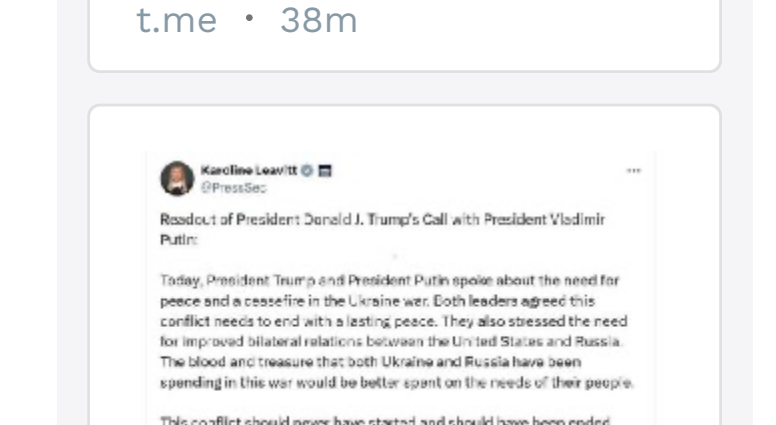 t.me • 38m
Karoline Leavitt
@PressSec
Readout of President Donald J. Trump's Call with President Vladimir
Putin:
Today, President Trump and President Putin spoke about the need for
peace and a ceasefire in the Ukraine war. Both leaders agreed this
conflict needs to end with a lasting peace. They also stressed the need
for improved bilateral relations between the United States and Russia.
The blood and treasure that both Ukraine and Russia have been
spending in this war would be better spent on the needs of their people.
This conflict should never have started and should have been ended